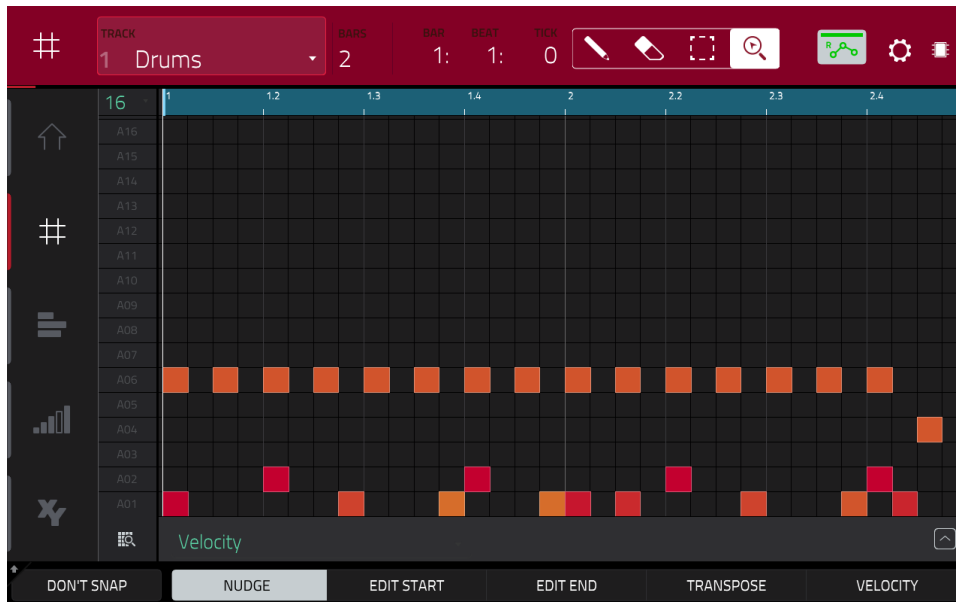 TRACK BARS BAR BEAT TICK
1 Drums 2 1: 1: 0
R
16 1 1.2 1.3 1.4 2 2.2 2.3 2.4
A16
A15
A14
A13
A12
A11
A10
A09
A08
A07
A06
A05
A04
A03
A02
A01
XY
Velocity
DON'T SNAP NUDGE EDIT START EDIT END TRANSPOSE VELOCITY